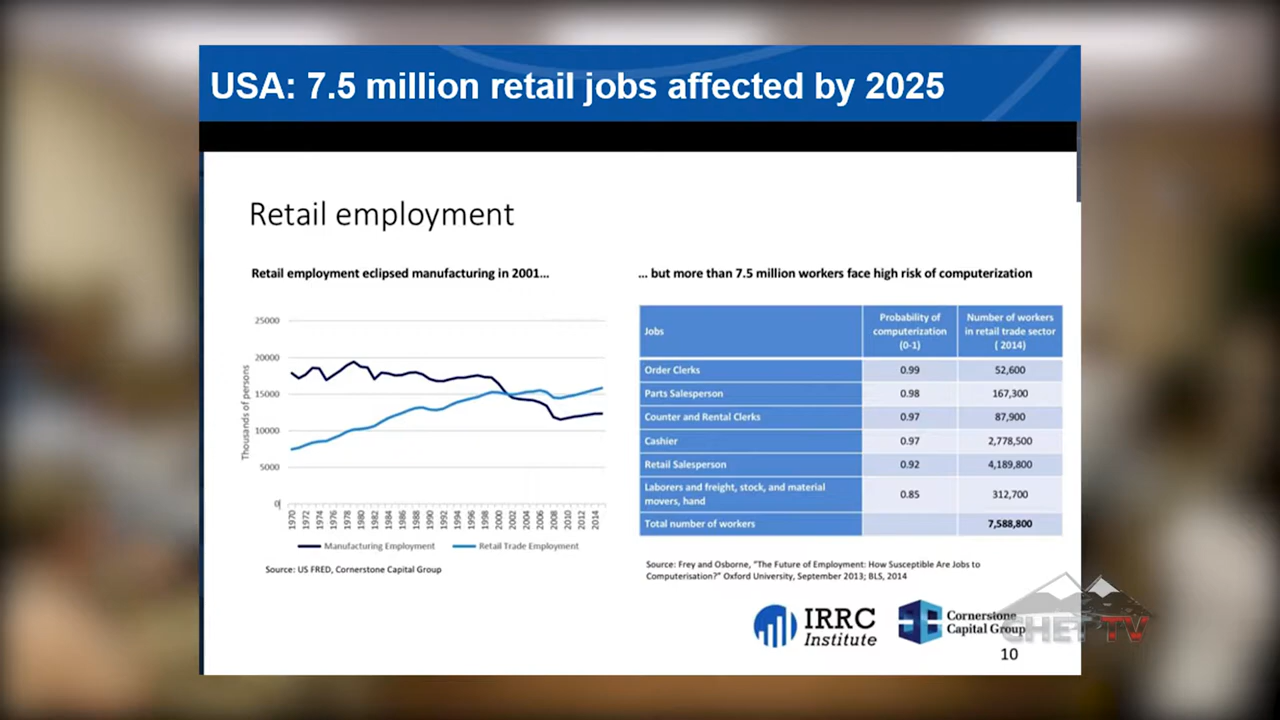 USA: 7.5 million retail jobs affected by 2025
Retail employment
Retail employment eclipsed manufacturing in 2001…
25000
20000
15000
10000
5000
0
Thousands of persons
1970 1972 1974 1976 1978 1980 1982 1984 1986 1988 1990 1992 1994 1996 1998 2000 2002 2004 2006 2008 2010 2012 2014
Manufacturing Employment Retail Trade Employment
Source: US FRED, Cornerstone Capital Group
… but more than 7.5 million workers face high risk of computerization
Jobs Probability of computerization (0-1) Number of workers in retail trade sector ( 2014)
Order Clerks 0.99 52,600
Parts Salesperson 0.98 167,300
Counter and Rental Clerks 0.97 87,900
Cashier 0.97 2,778,500
Retail Salesperson 0.92 4,189,800
Laborers and freight, stock, and material
movers, hand 0.85 312,700
Total number of workers 7,588,800
Source: Frey and Osborne, "The Future of Employment: How Susceptible Are Jobs to
Computerisation?" Oxford University, September 2013; BLS, 2014
IRRC
Institute
Cornerstone
Capital Group
CHET TV
10